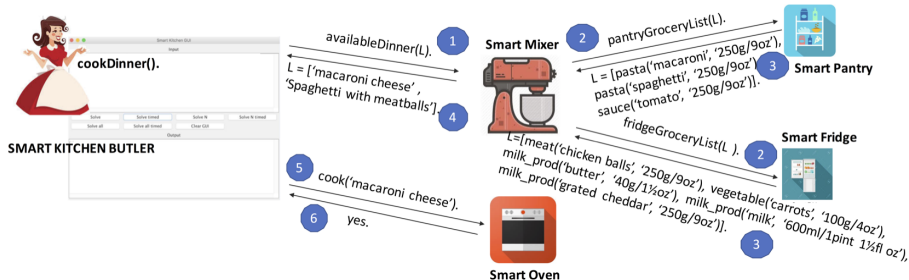 Smart Kitchen GUI
Input
cookDinner().
Solve
Solve timed
Solve N
Solve N timed
Solve all
Solve all timed
Clear GUI
Output
SMART KITCHEN BUTLER
availableDinner(L).
1
L = ['macaroni cheese' ,
'Spaghetti with meatballs'].
4
5
cook('macaroni cheese').
6
yes.
Smart Mixer
Smart Oven
2
pantryGroceryList(L).
L = [pasta('macaroni', '250g/9oz'),
pasta('spaghetti', '250g/9oz'),
sauce('tomato', '250g/9oz')].
3
Smart Pantry
fridgeGroceryList(L ).
2
Smart Fridge
L=[meat('chicken balls', '250g/9oz'), vegetable('carrots', '100g/4oz'),
milk_prod('butter', '40g/1½oz'), milk_prod('milk', '600ml/1pint 1½fl oz'),
milk_prod('grated cheddar', '250g/9oz')].
3